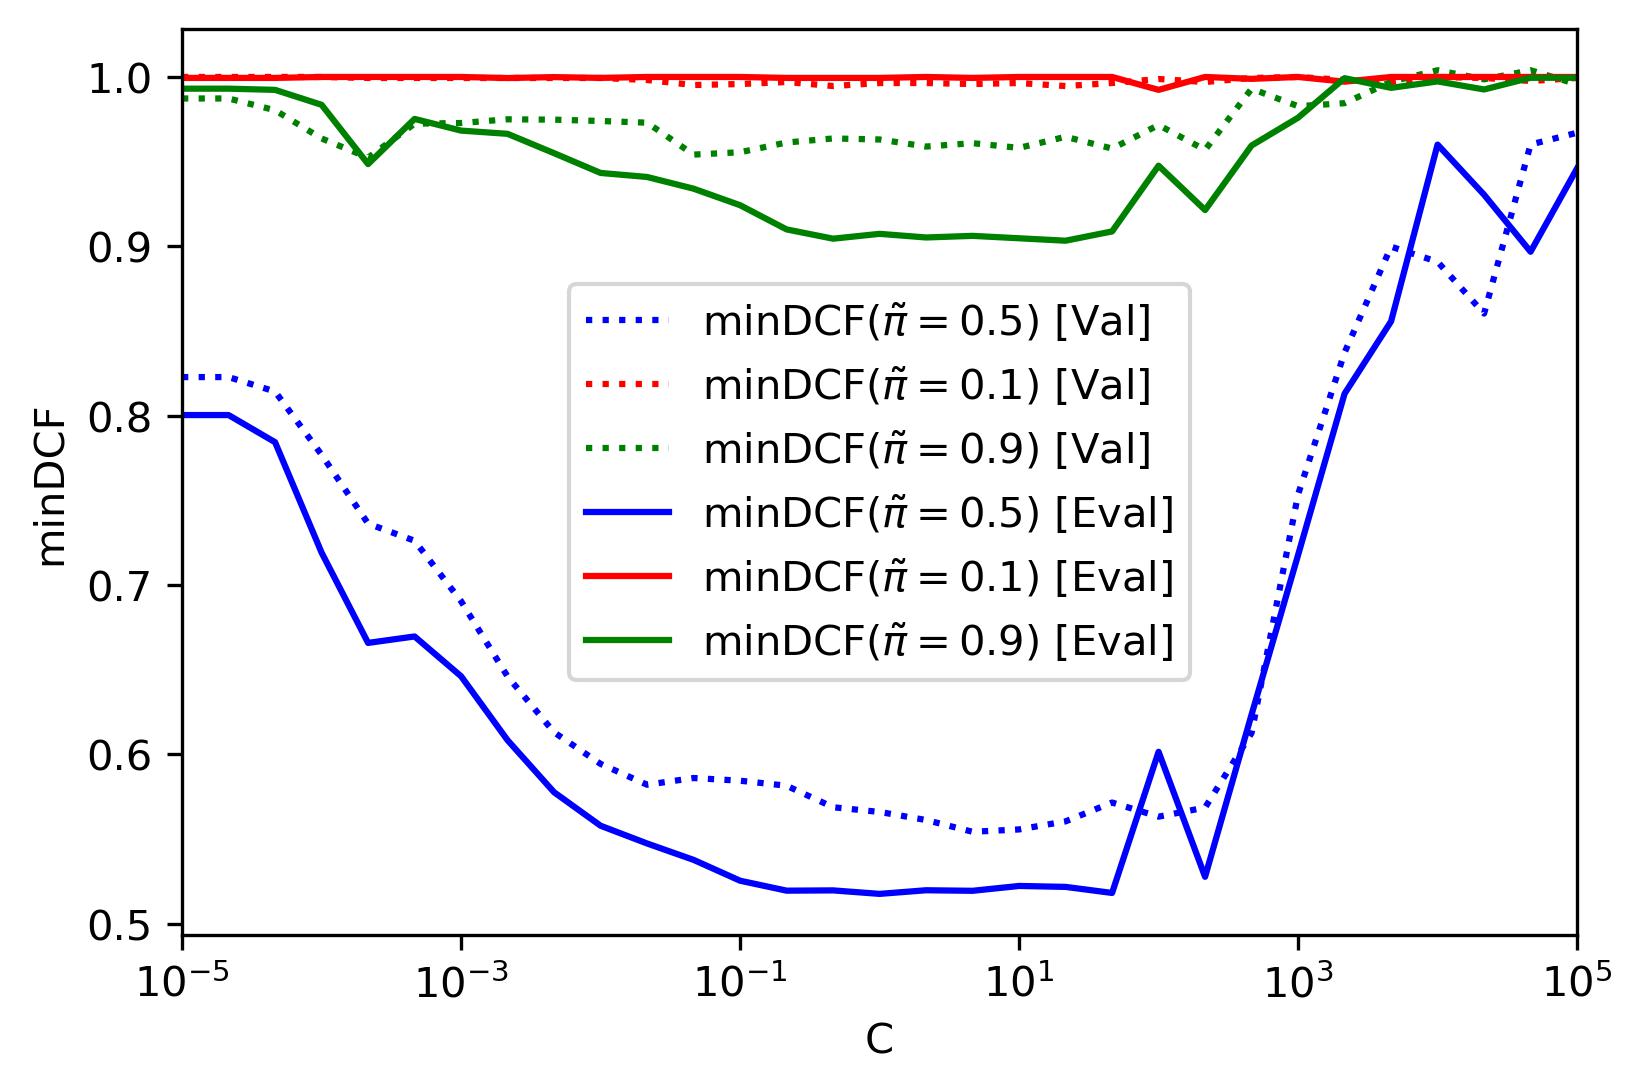 1.0
0.9
0.8
0.7
0.6
0.5
minDCF
minDCF(π̃ = 0.5) [Val]
minDCF(π̃ = 0.1) [Val]
minDCF(π̃ = 0.9) [Val]
minDCF(π̃ = 0.5) [Eval]
minDCF(π̃ = 0.1) [Eval]
minDCF(π̃ = 0.9) [Eval]
10⁻⁵ 10⁻³ 10⁻¹ 10¹ 10³ 10⁵
C